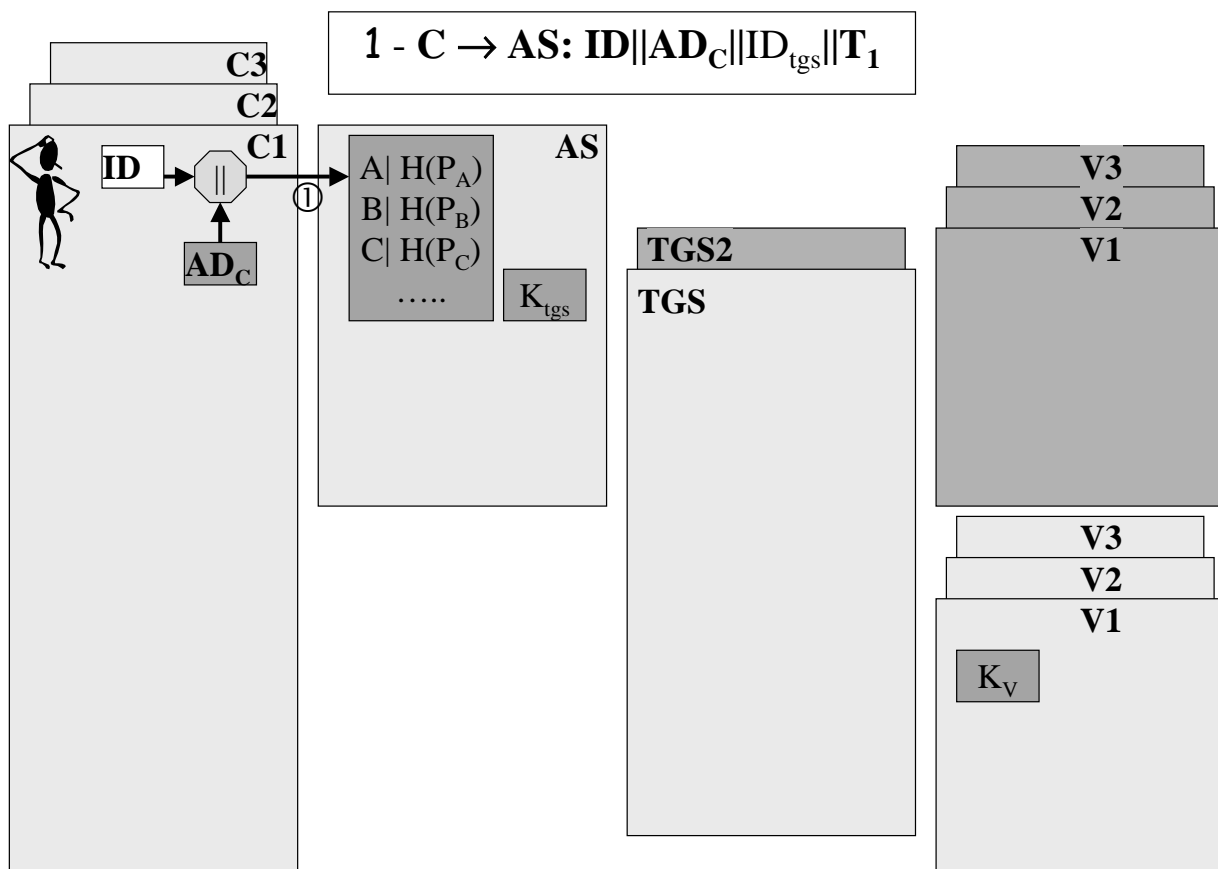 1 - C → AS: ID||AD_C||ID_tgs||T_1
C3
C2
C1
ID
||
①
AD_C
AS
A| H(P_A)
B| H(P_B)
C| H(P_C)
.....
K_tgs
TGS2
TGS
V3
V2
V1
V3
V2
V1
K_V